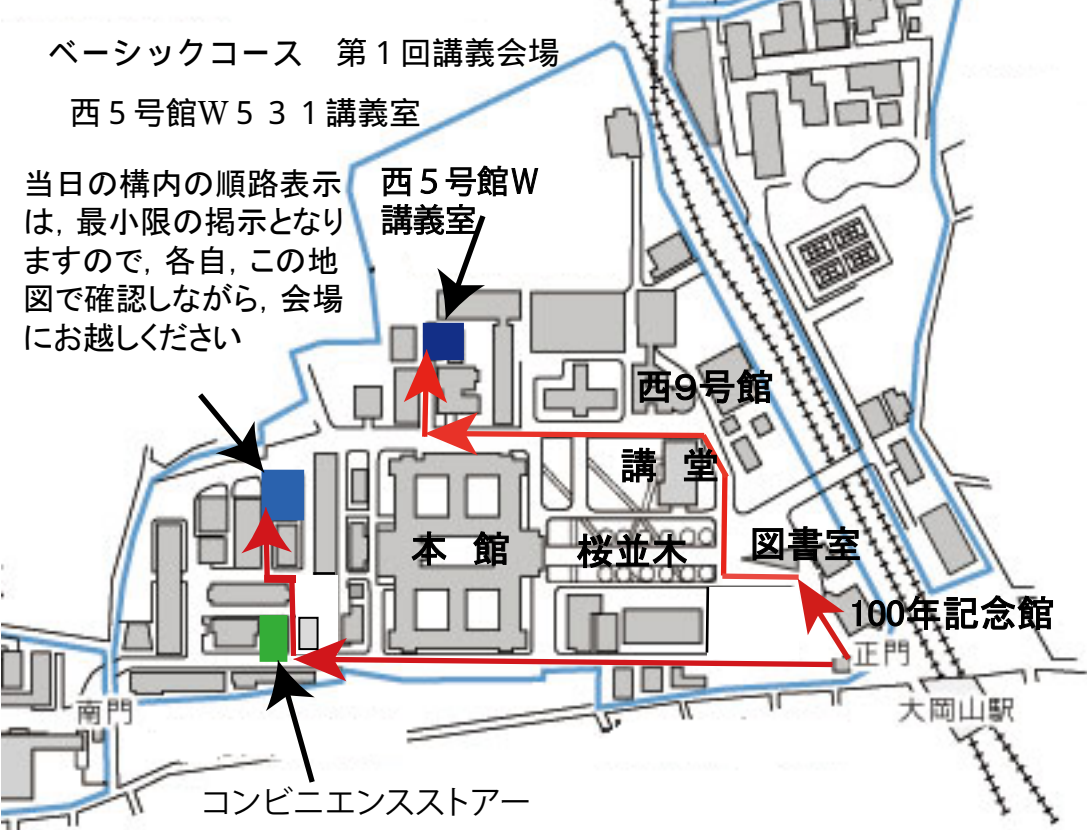 ベーシックコース　第１回講義会場
西５号館W５３１講義室
当日の構内の順路表示
は，最小限の掲示となり
ますので，各自，この地
図で確認しながら，会場
にお越しください
西５号館W
講義室
西９号館
講　堂
本　館
桜並木
図書室
100年記念館
正門
大岡山駅
南門
コンビニエンスストアー